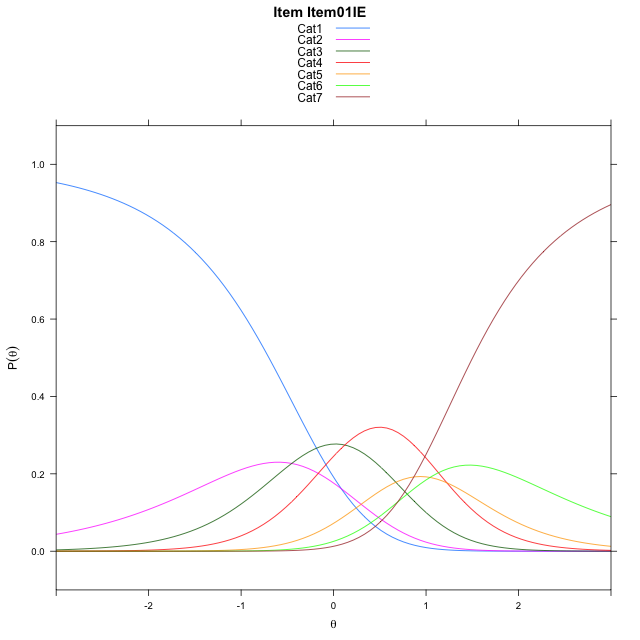 Item Item01IE
Cat1
Cat2
Cat3
Cat4
Cat5
Cat6
Cat7
1.0
0.8
0.6
0.4
0.2
0.0
P(θ)
-2 -1 0 1 2
θ